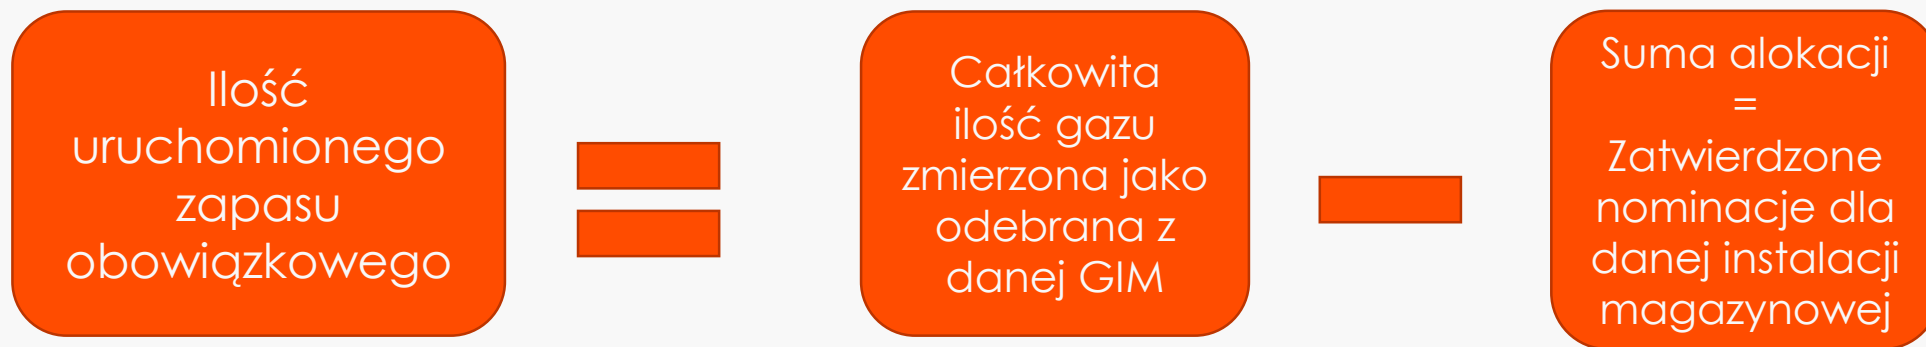 Ilość
uruchomionego
zapasu
obowiązkowego
Całkowita
ilość gazu
zmierzona jako
odebrana z
danej GIM
Suma alokacji
=
Zatwierdzone
nominacje dla
danej instalacji
magazynowej